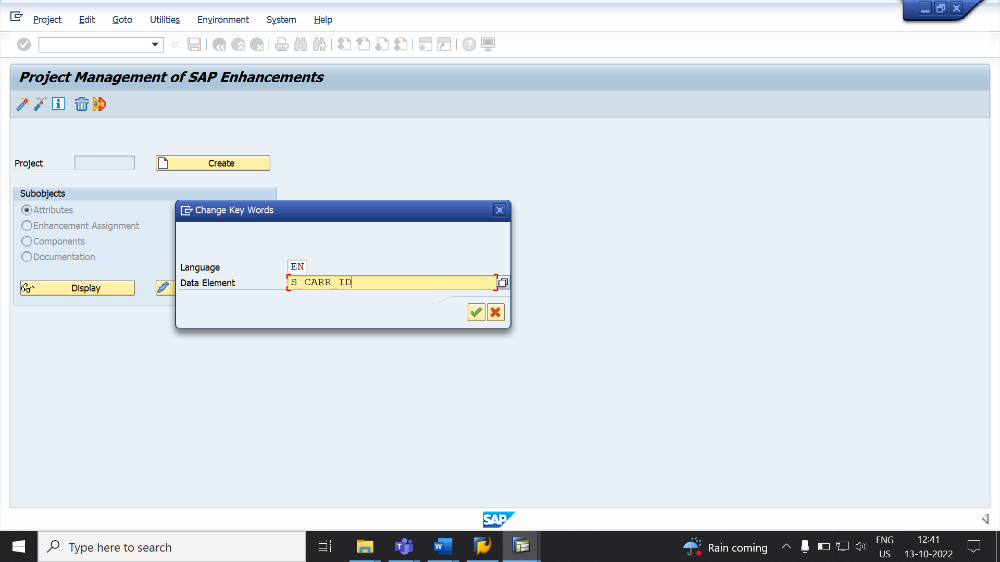 Project Edit Goto Utilities Environment System Help
Project Management of SAP Enhancements
Project Create
Subobjects
Attributes
Enhancement Assignment
Components
Documentation
Display
Change Key Words
Language EN
Data Element S_CARR_ID
SAP
Type here to search
Rain coming
ENG
US
12:41
13-10-2022